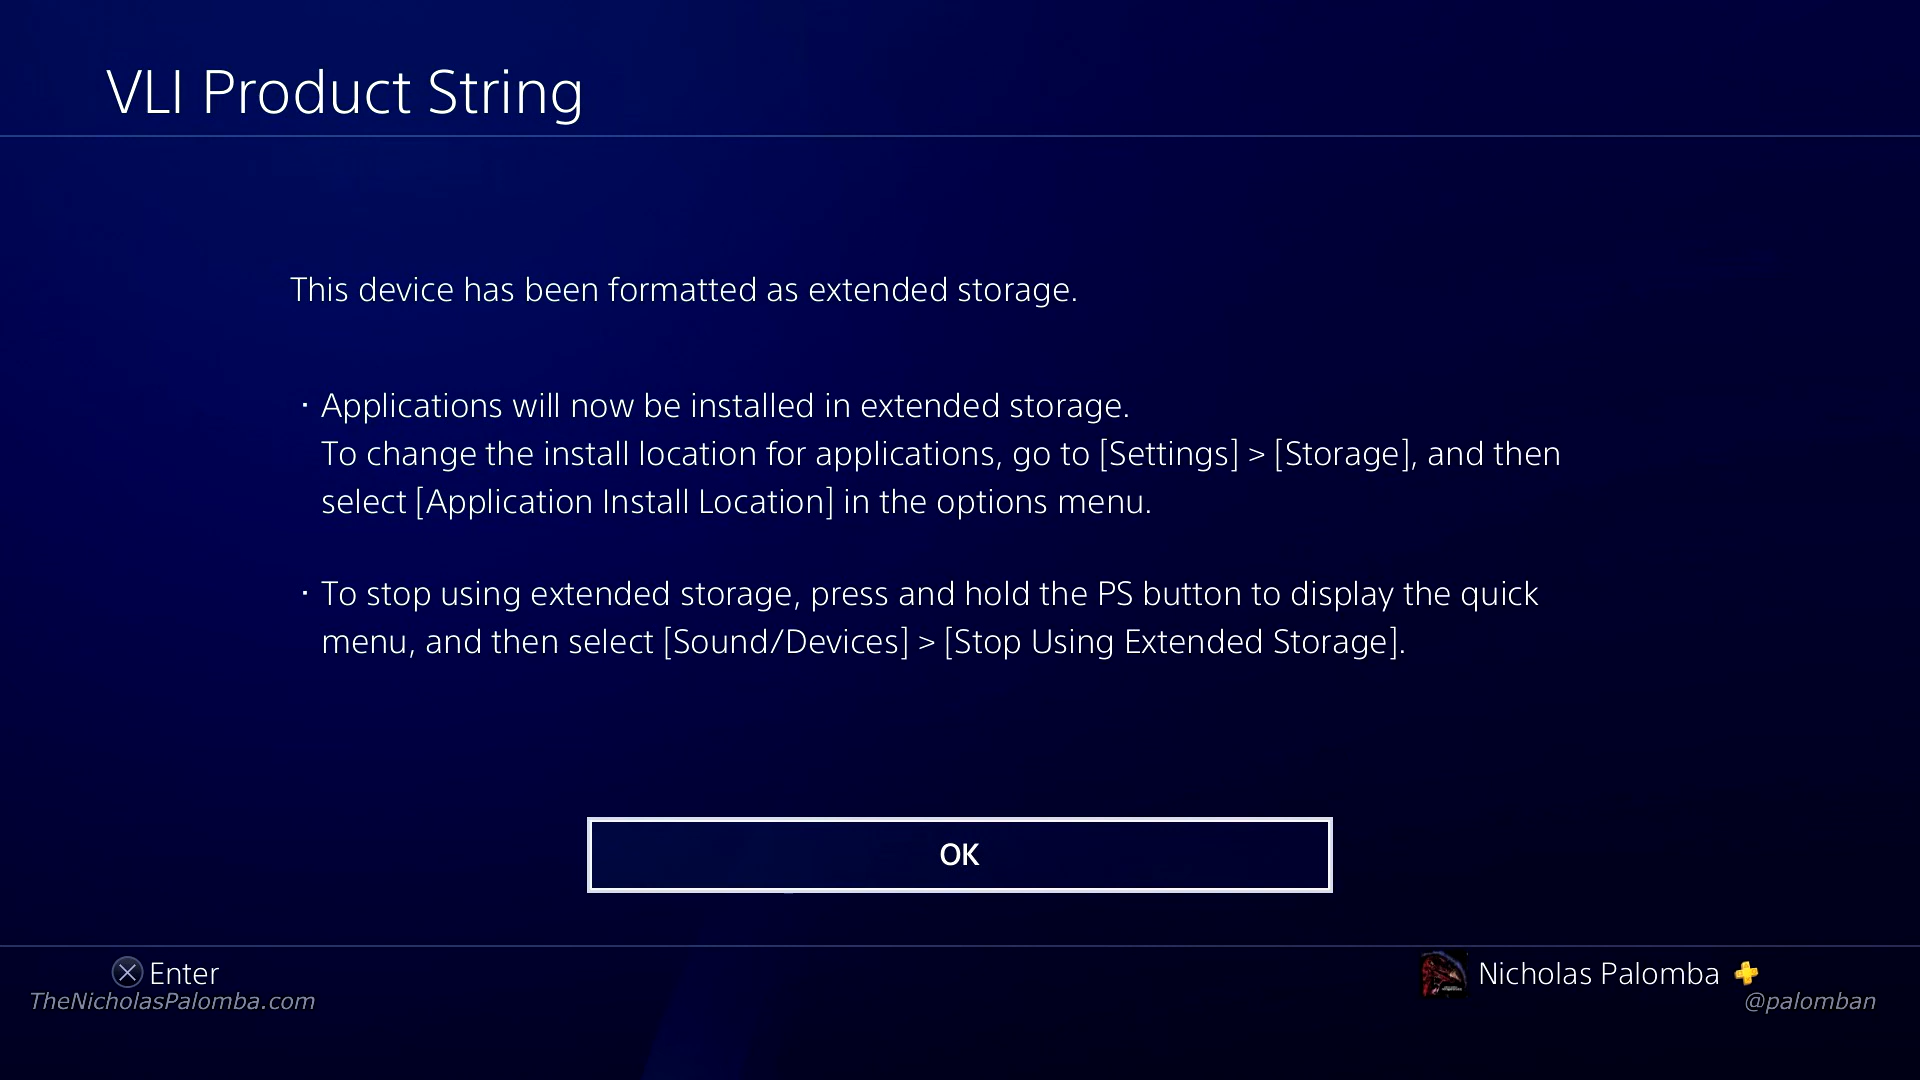 VLI Product String
This device has been formatted as extended storage.
· Applications will now be installed in extended storage.
To change the install location for applications, go to [Settings] > [Storage], and then
select [Application Install Location] in the options menu.
· To stop using extended storage, press and hold the PS button to display the quick
menu, and then select [Sound/Devices] > [Stop Using Extended Storage].
OK
Enter
Nicholas Palomba
TheNicholasPalomba.com
@palomban